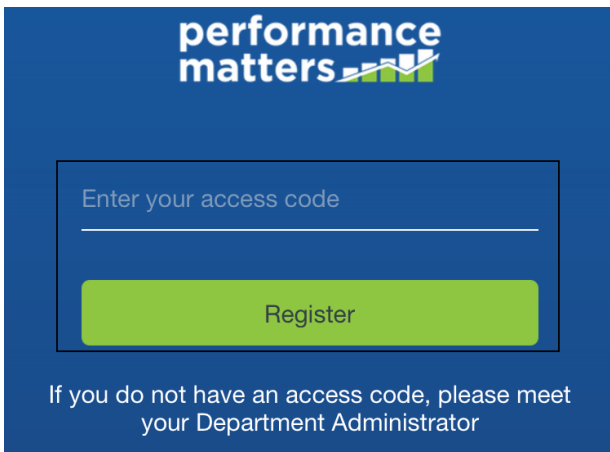 performance
matters
Enter your access code
Register
If you do not have an access code, please meet
your Department Administrator